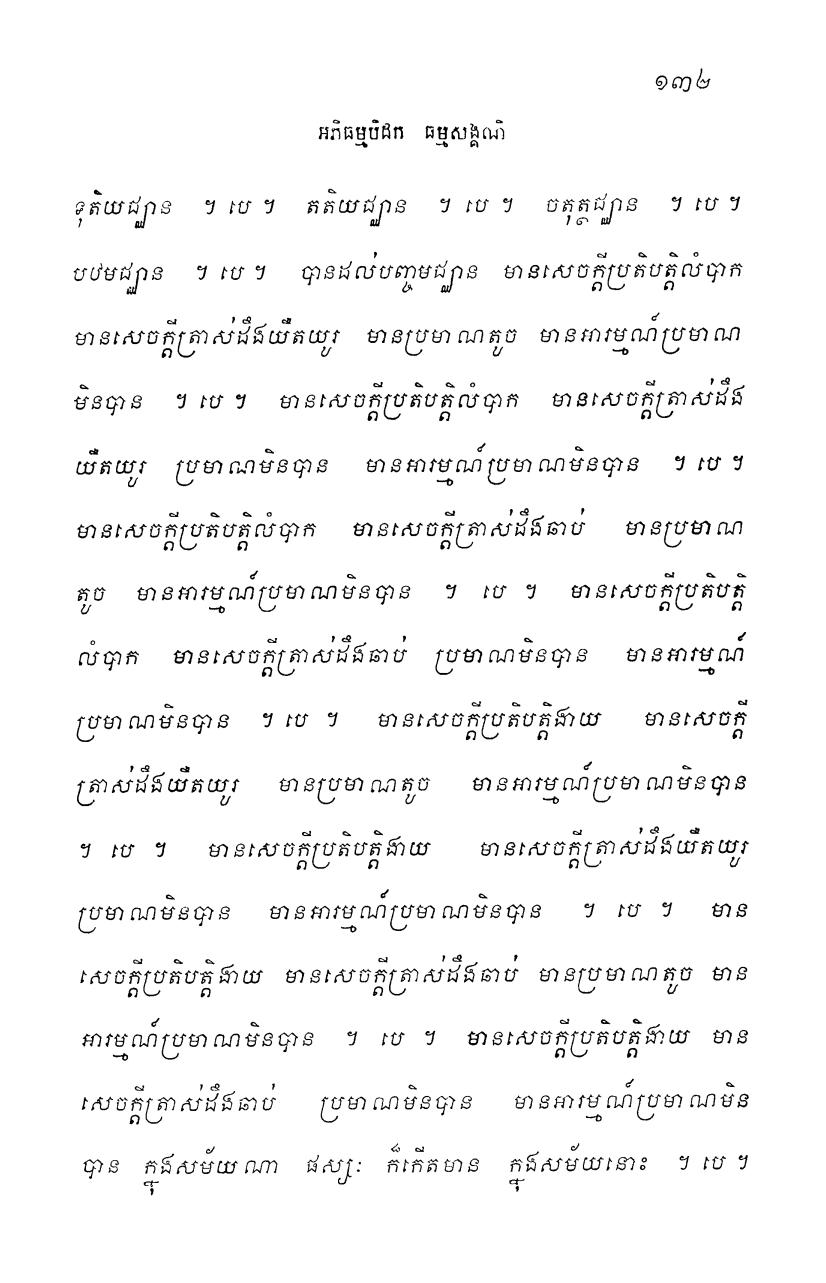 ១៣២
អភិធម្មបិដក ធម្មសង្គណិ
ទុតិយជ្ឈាន ។ បេ ។ តតិយជ្ឈាន ។ បេ ។ ចតុត្ថជ្ឈាន ។ បេ ។
បឋមជ្ឈាន ។ បេ ។ បានដល់បញ្ចមជ្ឈាន មានសេចក្តីប្រតិបត្តិលំបាក
មានសេចក្តីត្រាស់ដឹងយឺតយូរ មានប្រមាណតូច មានអារម្មណ៍ប្រមាណ
មិនបាន ។ បេ ។ មានសេចក្តីប្រតិបត្តិលំបាក មានសេចក្តីត្រាស់ដឹង
យឺតយូរ ប្រមាណមិនបាន មានអារម្មណ៍ប្រមាណមិនបាន ។ បេ ។
មានសេចក្តីប្រតិបត្តិលំបាក មានសេចក្តីត្រាស់ដឹងឆាប់ មានប្រមាណ
តូច មានអារម្មណ៍ប្រមាណមិនបាន ។ បេ ។ មានសេចក្តីប្រតិបត្តិ
លំបាក មានសេចក្តីត្រាស់ដឹងឆាប់ ប្រមាណមិនបាន មានអារម្មណ៍
ប្រមាណមិនបាន ។ បេ ។ មានសេចក្តីប្រតិបត្តិងាយ មានសេចក្តី
ត្រាស់ដឹងយឺតយូរ មានប្រមាណតូច មានអារម្មណ៍ប្រមាណមិនបាន
។ បេ ។ មានសេចក្តីប្រតិបត្តិងាយ មានសេចក្តីត្រាស់ដឹងយឺតយូរ
ប្រមាណមិនបាន មានអារម្មណ៍ប្រមាណមិនបាន ។ បេ ។ មាន
សេចក្តីប្រតិបត្តិងាយ មានសេចក្តីត្រាស់ដឹងឆាប់ មានប្រមាណតូច មាន
អារម្មណ៍ប្រមាណមិនបាន ។ បេ ។ មានសេចក្តីប្រតិបត្តិងាយ មាន
សេចក្តីត្រាស់ដឹងឆាប់ ប្រមាណមិនបាន មានអារម្មណ៍ប្រមាណមិន
បាន ក្នុងសម័យណា ផស្សៈ ក៏កើតមាន ក្នុងសម័យនោះ ។ បេ ។